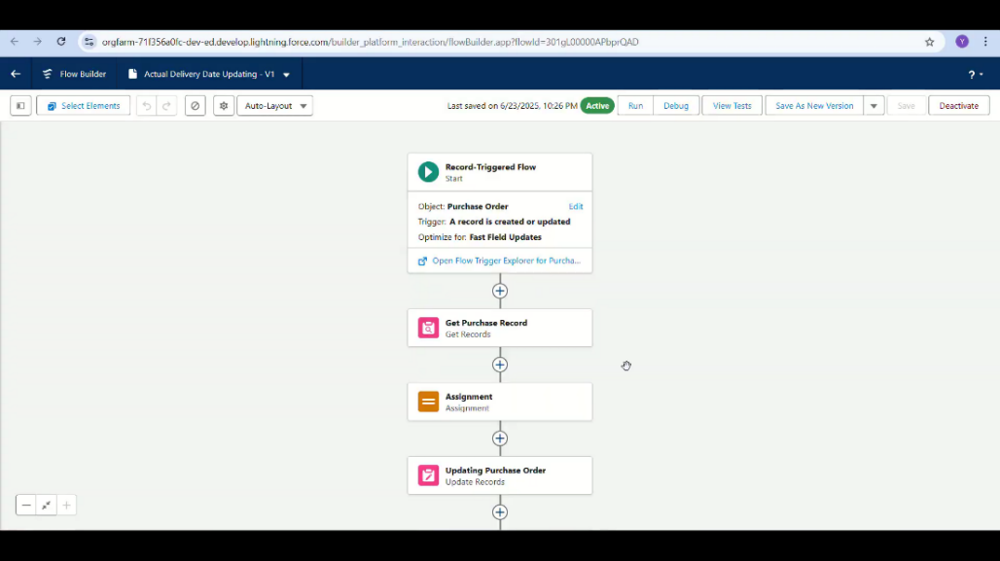 orgfarm-71f356a0fc-dev-ed.develop.lightning.force.com/builder_platform_interaction/flowBuilder.app?flowId=301gL00000APbprQAD
Y
Flow Builder
Actual Delivery Date Updating - V1
?
Select Elements
Auto-Layout
Last saved on 6/23/2025, 10:26 PM
Active
Run
Debug
View Tests
Save As New Version
Save
Deactivate
Record-Triggered Flow
Start
Object: Purchase Order
Edit
Trigger: A record is created or updated
Optimize for: Fast Field Updates
Open Flow Trigger Explorer for Purcha...
Get Purchase Record
Get Records
Assignment
Assignment
Updating Purchase Order
Update Records